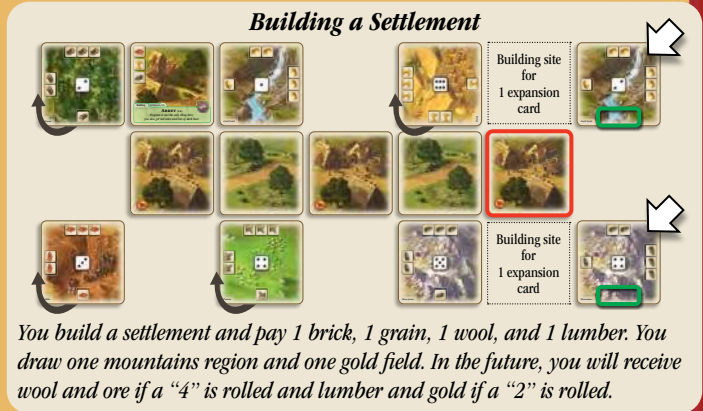 Building a Settlement
Building site
for
1 expansion
card
Building site
for
1 expansion
card
You build a settlement and pay 1 brick, 1 grain, 1 wool, and 1 lumber. You
draw one mountains region and one gold field. In the future, you will receive
wool and ore if a “4” is rolled and lumber and gold if a “2” is rolled.